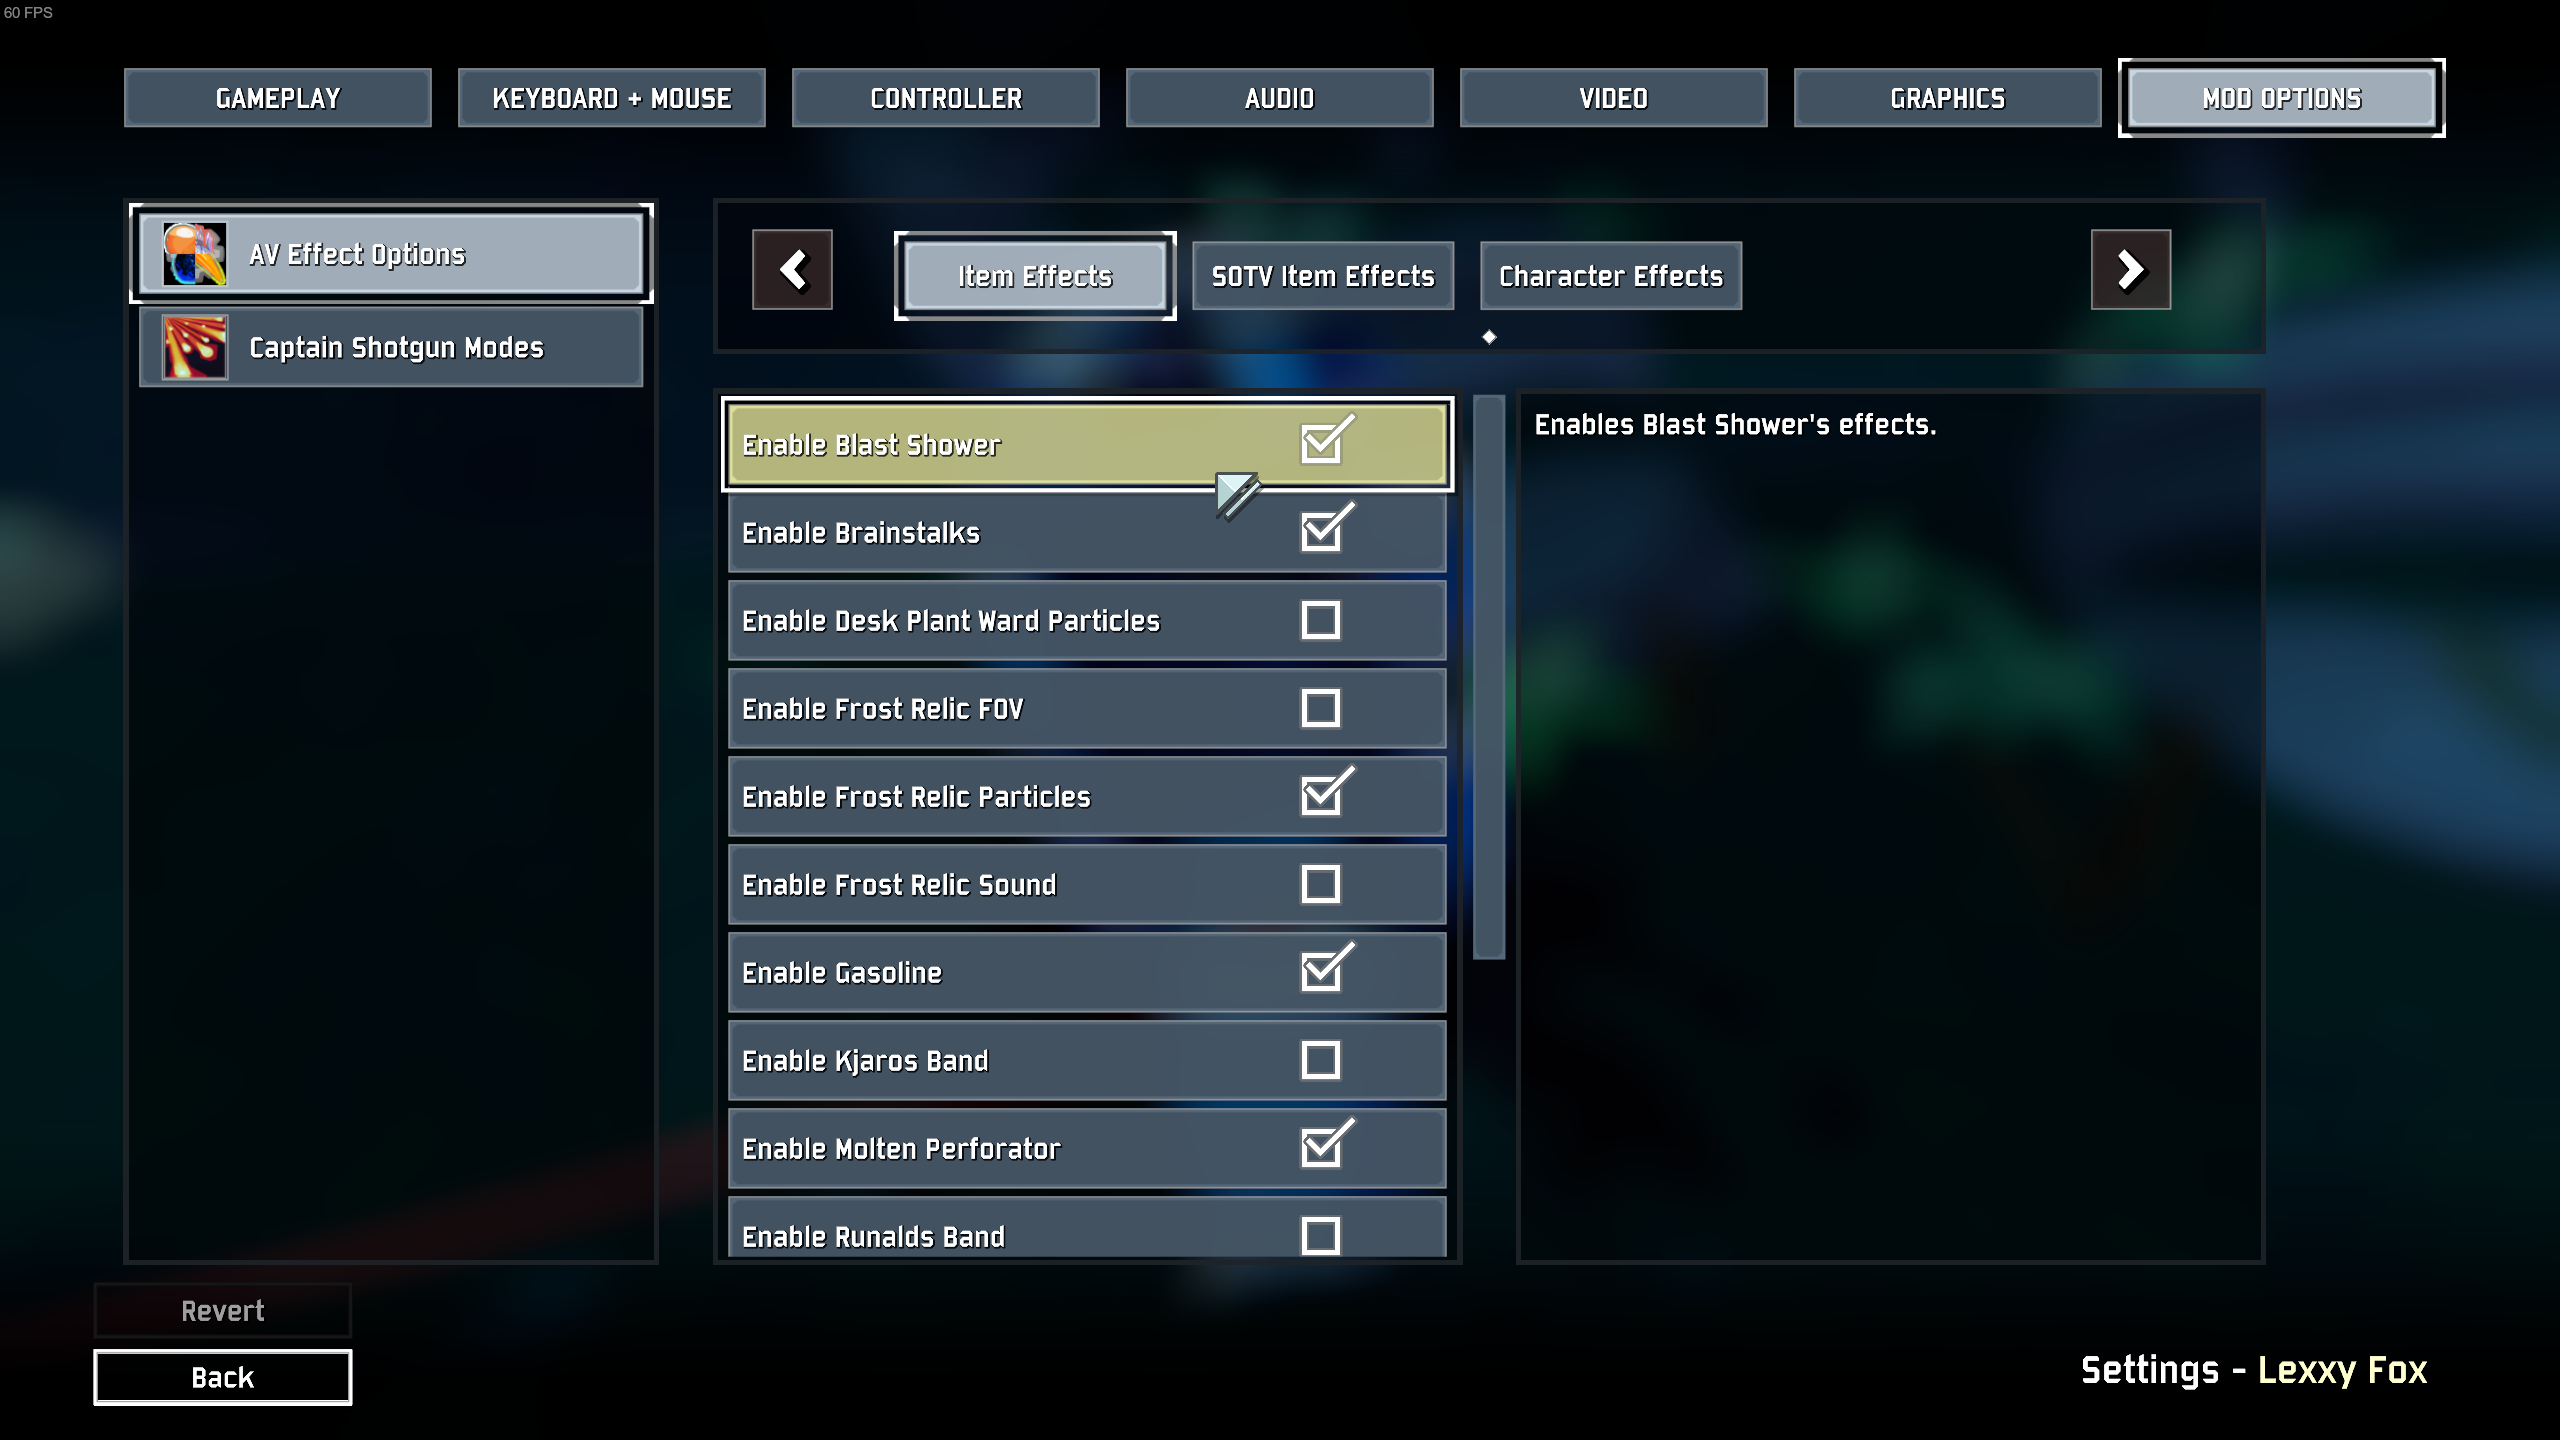 60 FPS
GAMEPLAY
KEYBOARD + MOUSE
CONTROLLER
AUDIO
VIDEO
GRAPHICS
MOD OPTIONS
AV Effect Options
Captain Shotgun Modes
Item Effects
SOTV Item Effects
Character Effects
Enable Blast Shower
Enable Brainstalks
Enable Desk Plant Ward Particles
Enable Frost Relic FOV
Enable Frost Relic Particles
Enable Frost Relic Sound
Enable Gasoline
Enable Kjaros Band
Enable Molten Perforator
Enable Runalds Band
Enables Blast Shower's effects.
Revert
Back
Settings - Lexxy Fox